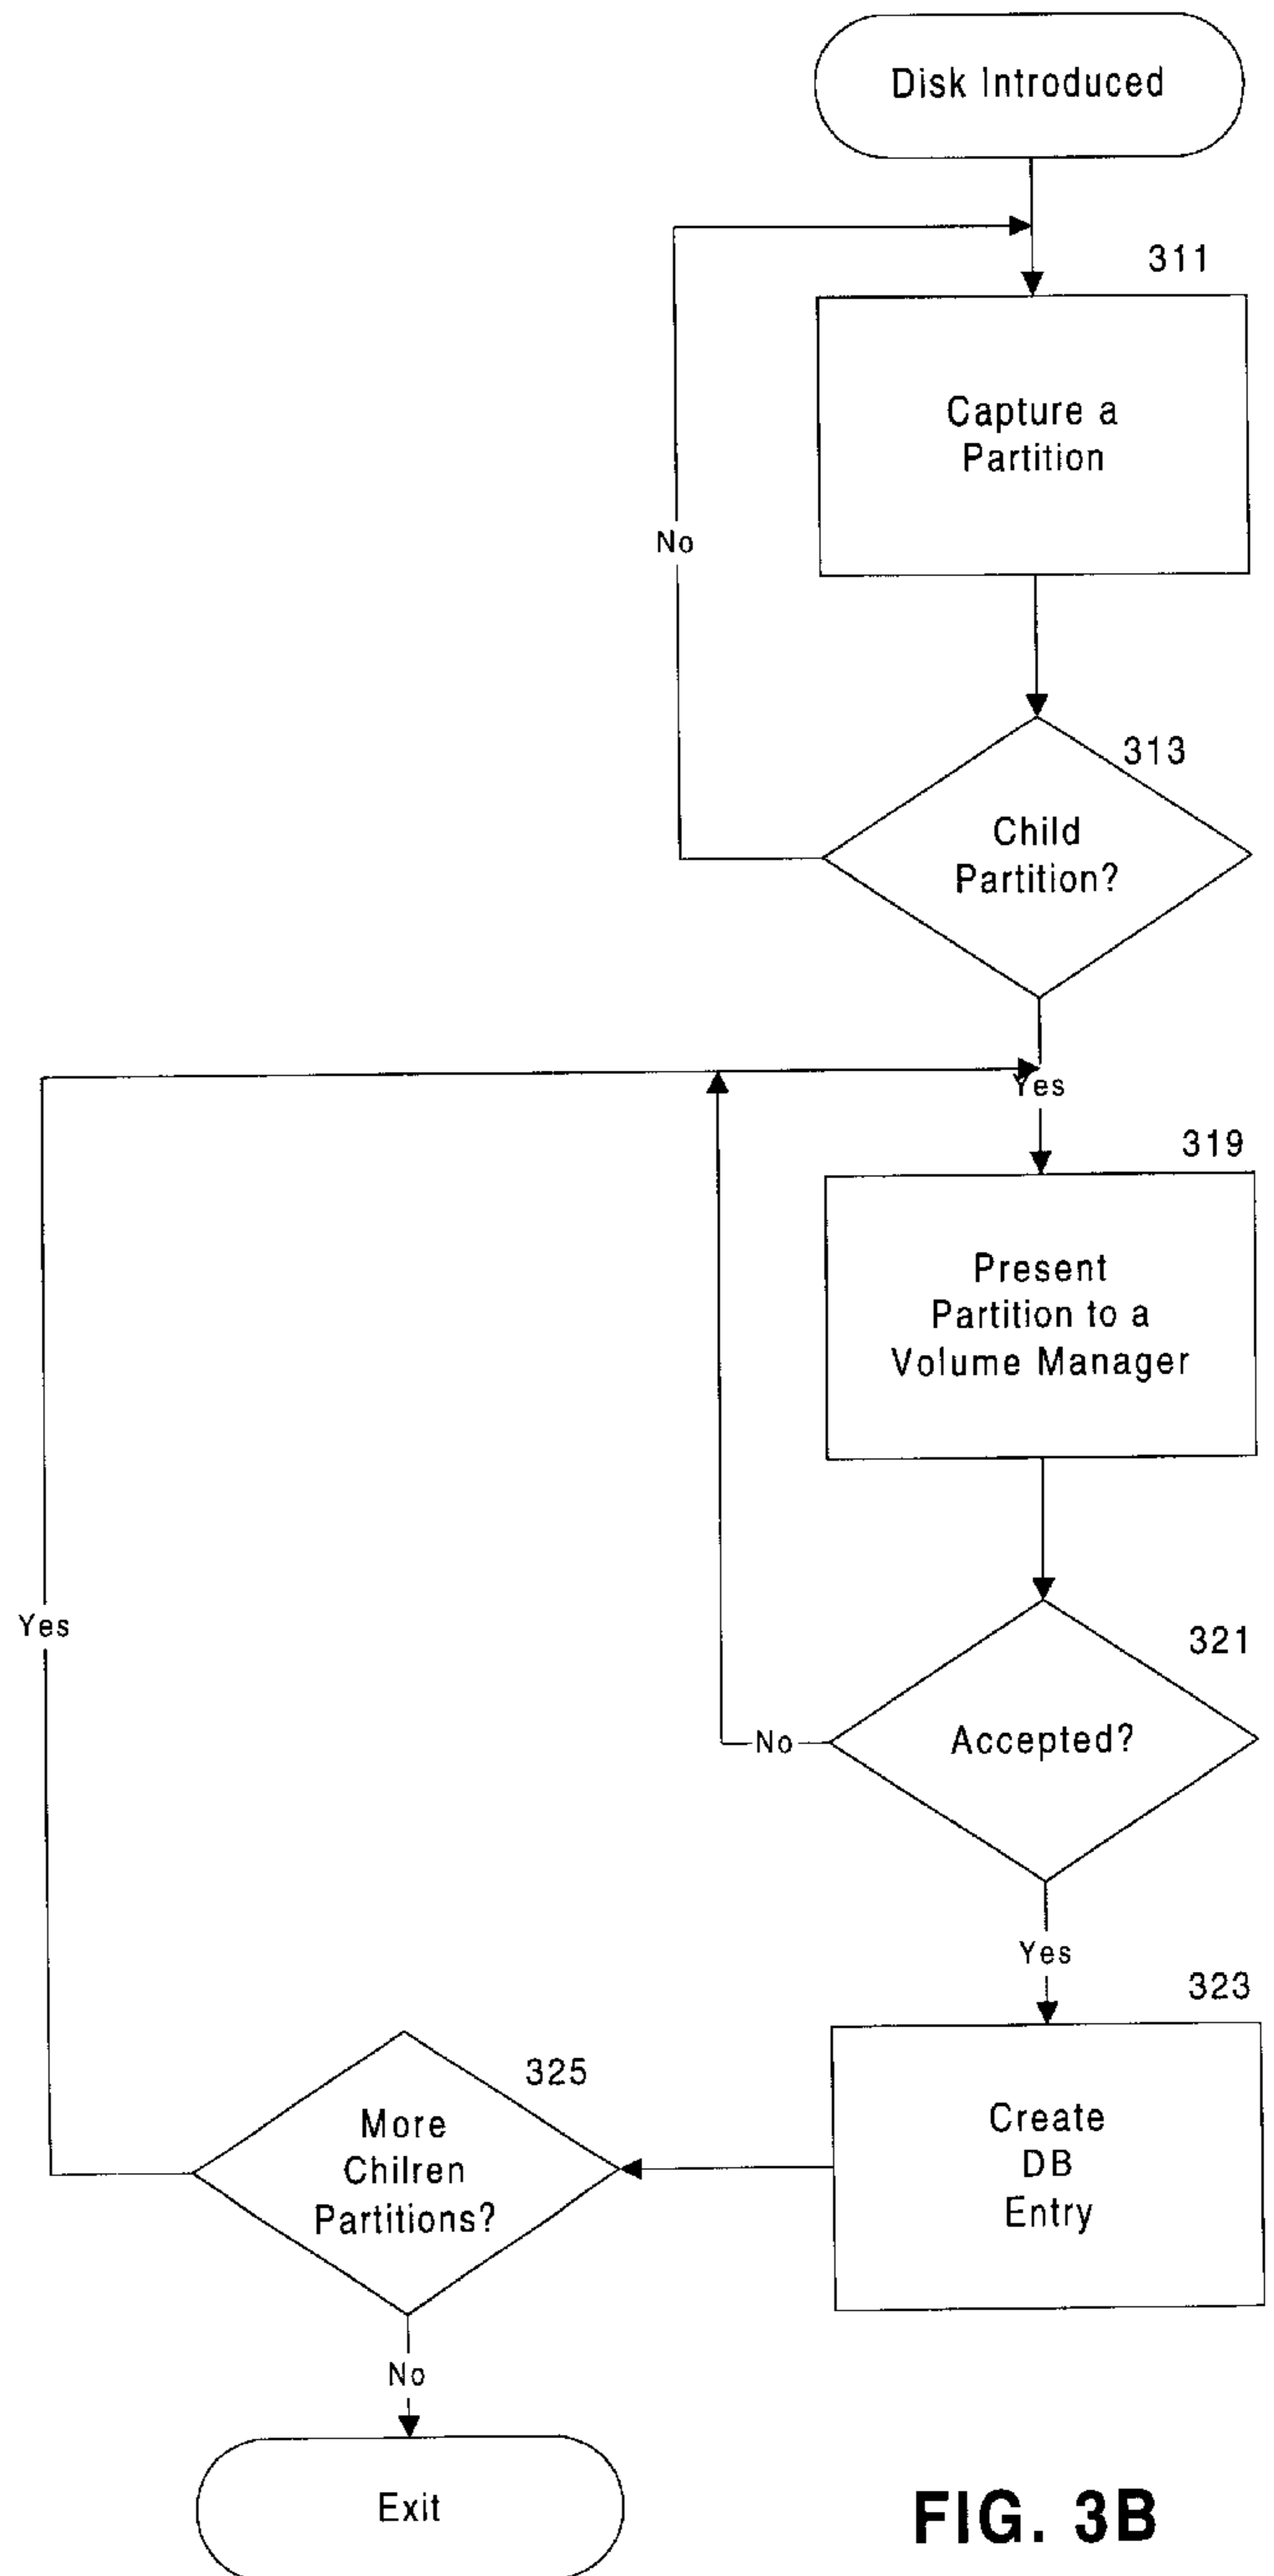 Disk Introduced
311
Capture a
Partition
No
313
Child
Partition?
Yes
319
Present
Partition to a
Volume Manager
Yes
321
Accepted?
No
Yes
323
325
More
Chilren
Partitions?
Create
DB
Entry
No
Exit
FIG. 3B